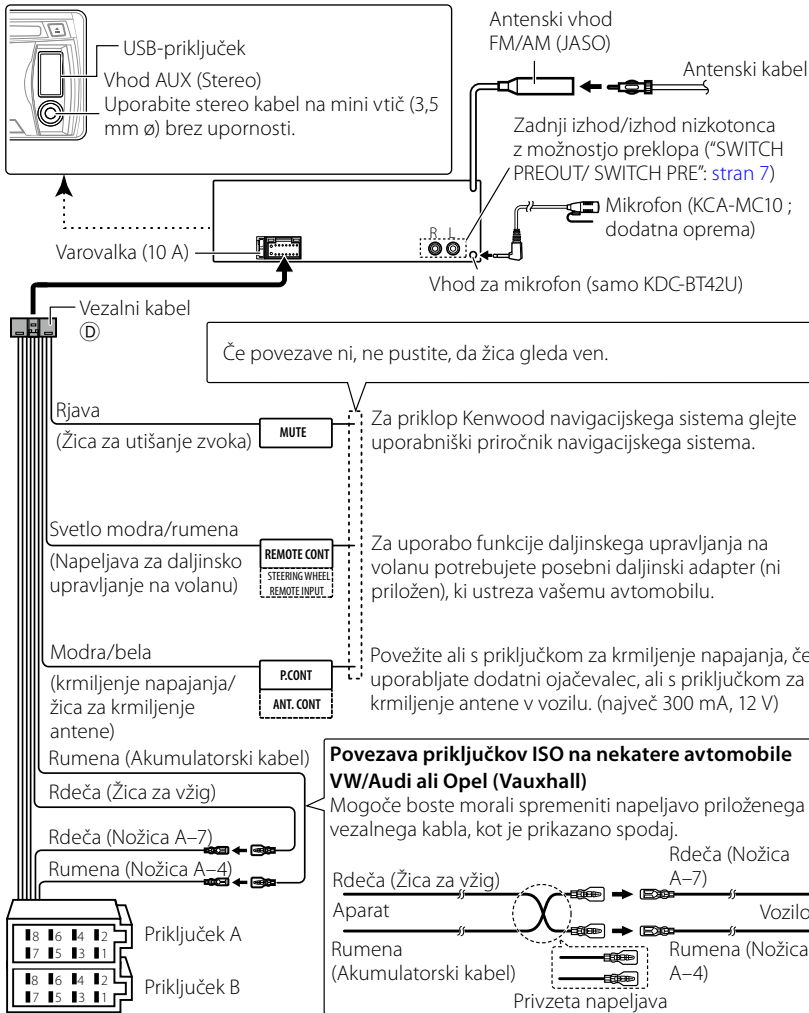 USB-priključek
Vhod AUX (Stereo)
Uporabite stereo kabel na mini vtič (3,5
mm ø) brez upornosti.
Antenski vhod
FM/AM (JASO)
Antenski kabel
Zadnji izhod/izhod nizkotonca
z možnostjo preklopa (“SWITCH
PREOUT/ SWITCH PRE”: stran 7)
R L
Mikrofon (KCA-MC10 ;
dodatna oprema)
Varovalka (10 A)
Vhod za mikrofon (samo KDC-BT42U)
Vezalni kabel
Ⓓ
Če povezave ni, ne pustite, da žica gleda ven.
Rjava
(Žica za utišanje zvoka)
MUTE
Za priklop Kenwood navigacijskega sistema glejte
uporabniški priročnik navigacijskega sistema.
Svetlo modra/rumena
(Napeljava za daljinsko
upravljanje na volanu)
REMOTE CONT
STEERING WHEEL
REMOTE INPUT
Za uporabo funkcije daljinskega upravljanja na
volanu potrebujete posebni daljinski adapter (ni
priložen), ki ustreza vašemu avtomobilu.
Modra/bela
(krmiljenje napajanja/
žica za krmiljenje
antene)
P.CONT
ANT. CONT
Povežite ali s priključkom za krmiljenje napajanja, če
uporabljate dodatni ojačevalec, ali s priključkom za
krmiljenje antene v vozilu. (največ 300 mA, 12 V)
Rumena (Akumulatorski kabel)
Rdeča (Žica za vžig)
Rdeča (Nožica A–7)
Rumena (Nožica A–4)
Priključek A
8 6 4 2
7 5 3 1
Priključek B
8 6 4 2
7 5 3 1
Povezava priključkov ISO na nekatere avtomobile
VW/Audi ali Opel (Vauxhall)
Mogoče boste morali spremeniti napeljavo priloženega
vezalnega kabla, kot je prikazano spodaj.
Rdeča (Žica za vžig)
Rdeča (Nožica
A–7)
Aparat
Vozilo
Rumena
(Akumulatorski kabel)
Rumena (Nožica
A–4)
Privzeta napeljava